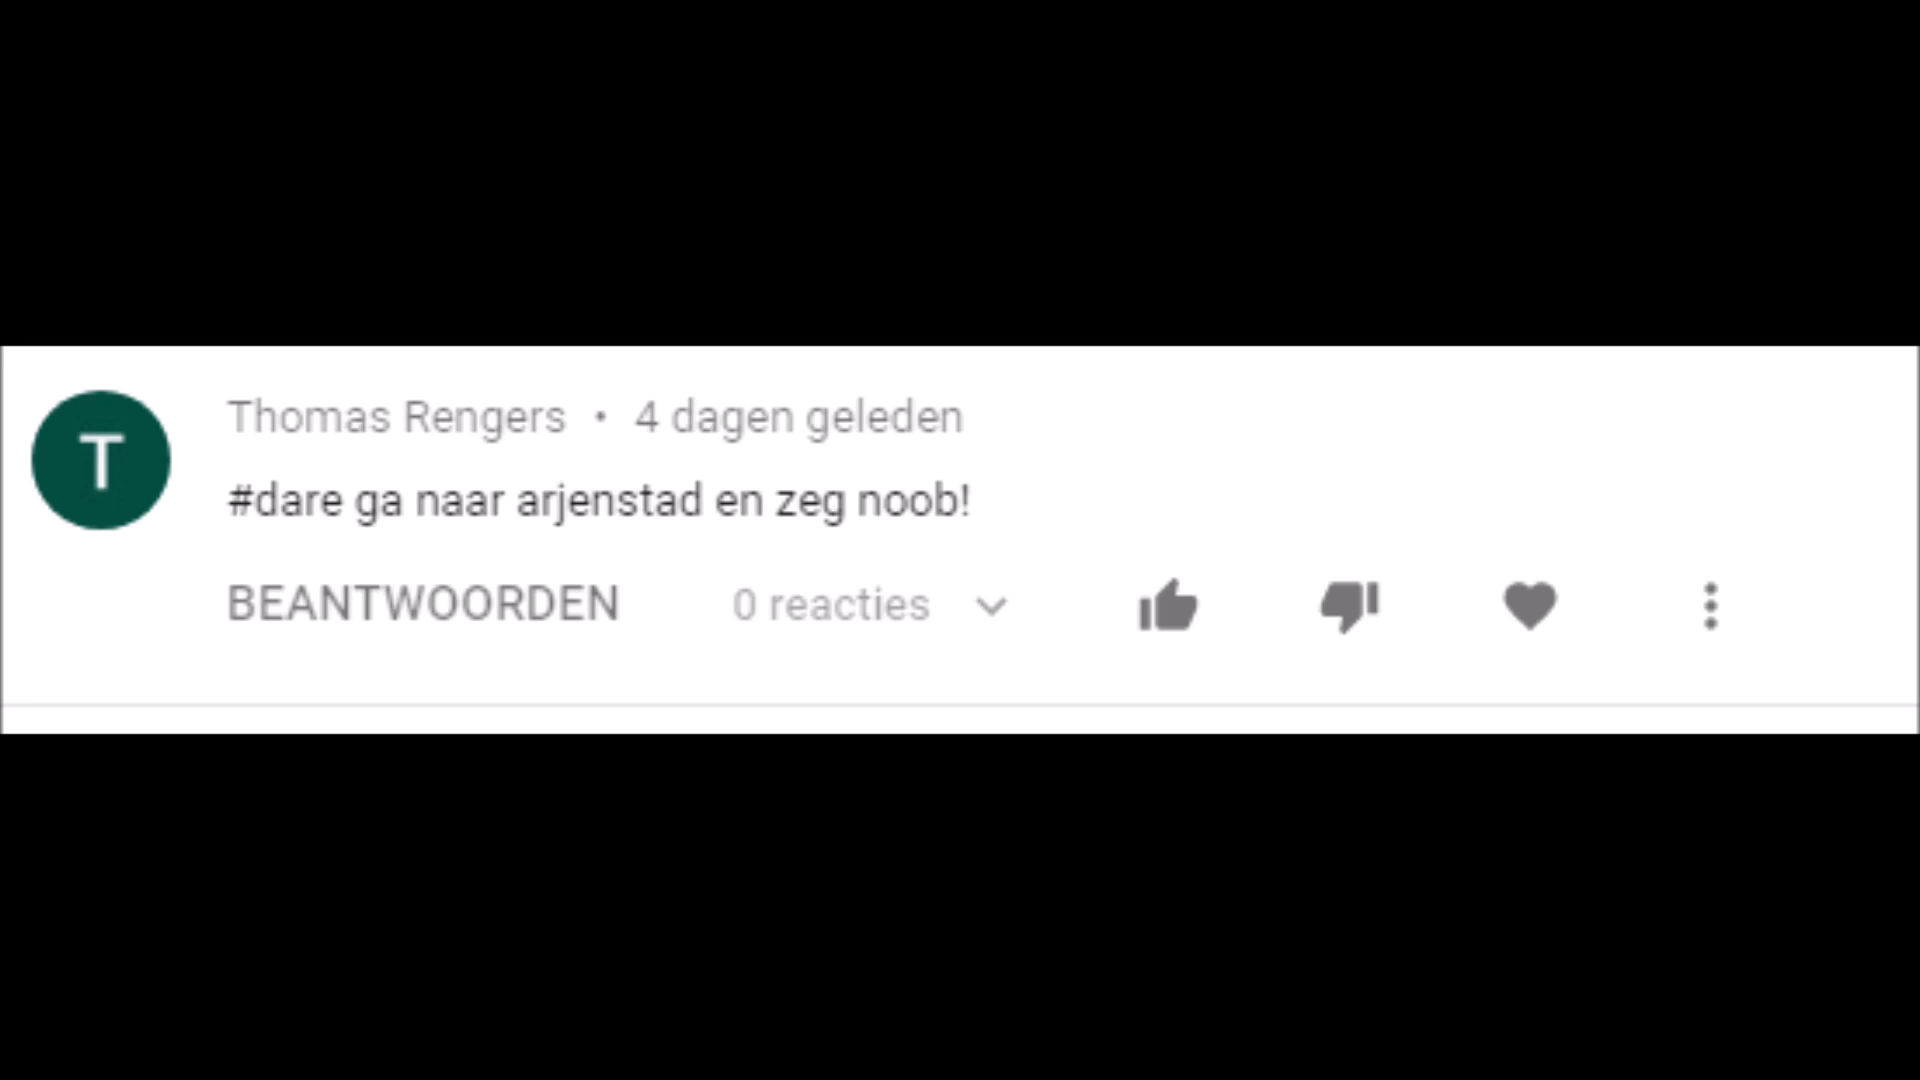 T
Thomas Rengers • 4 dagen geleden
#dare ga naar arjenstad en zeg noob!
BEANTWOORDEN 0 reacties